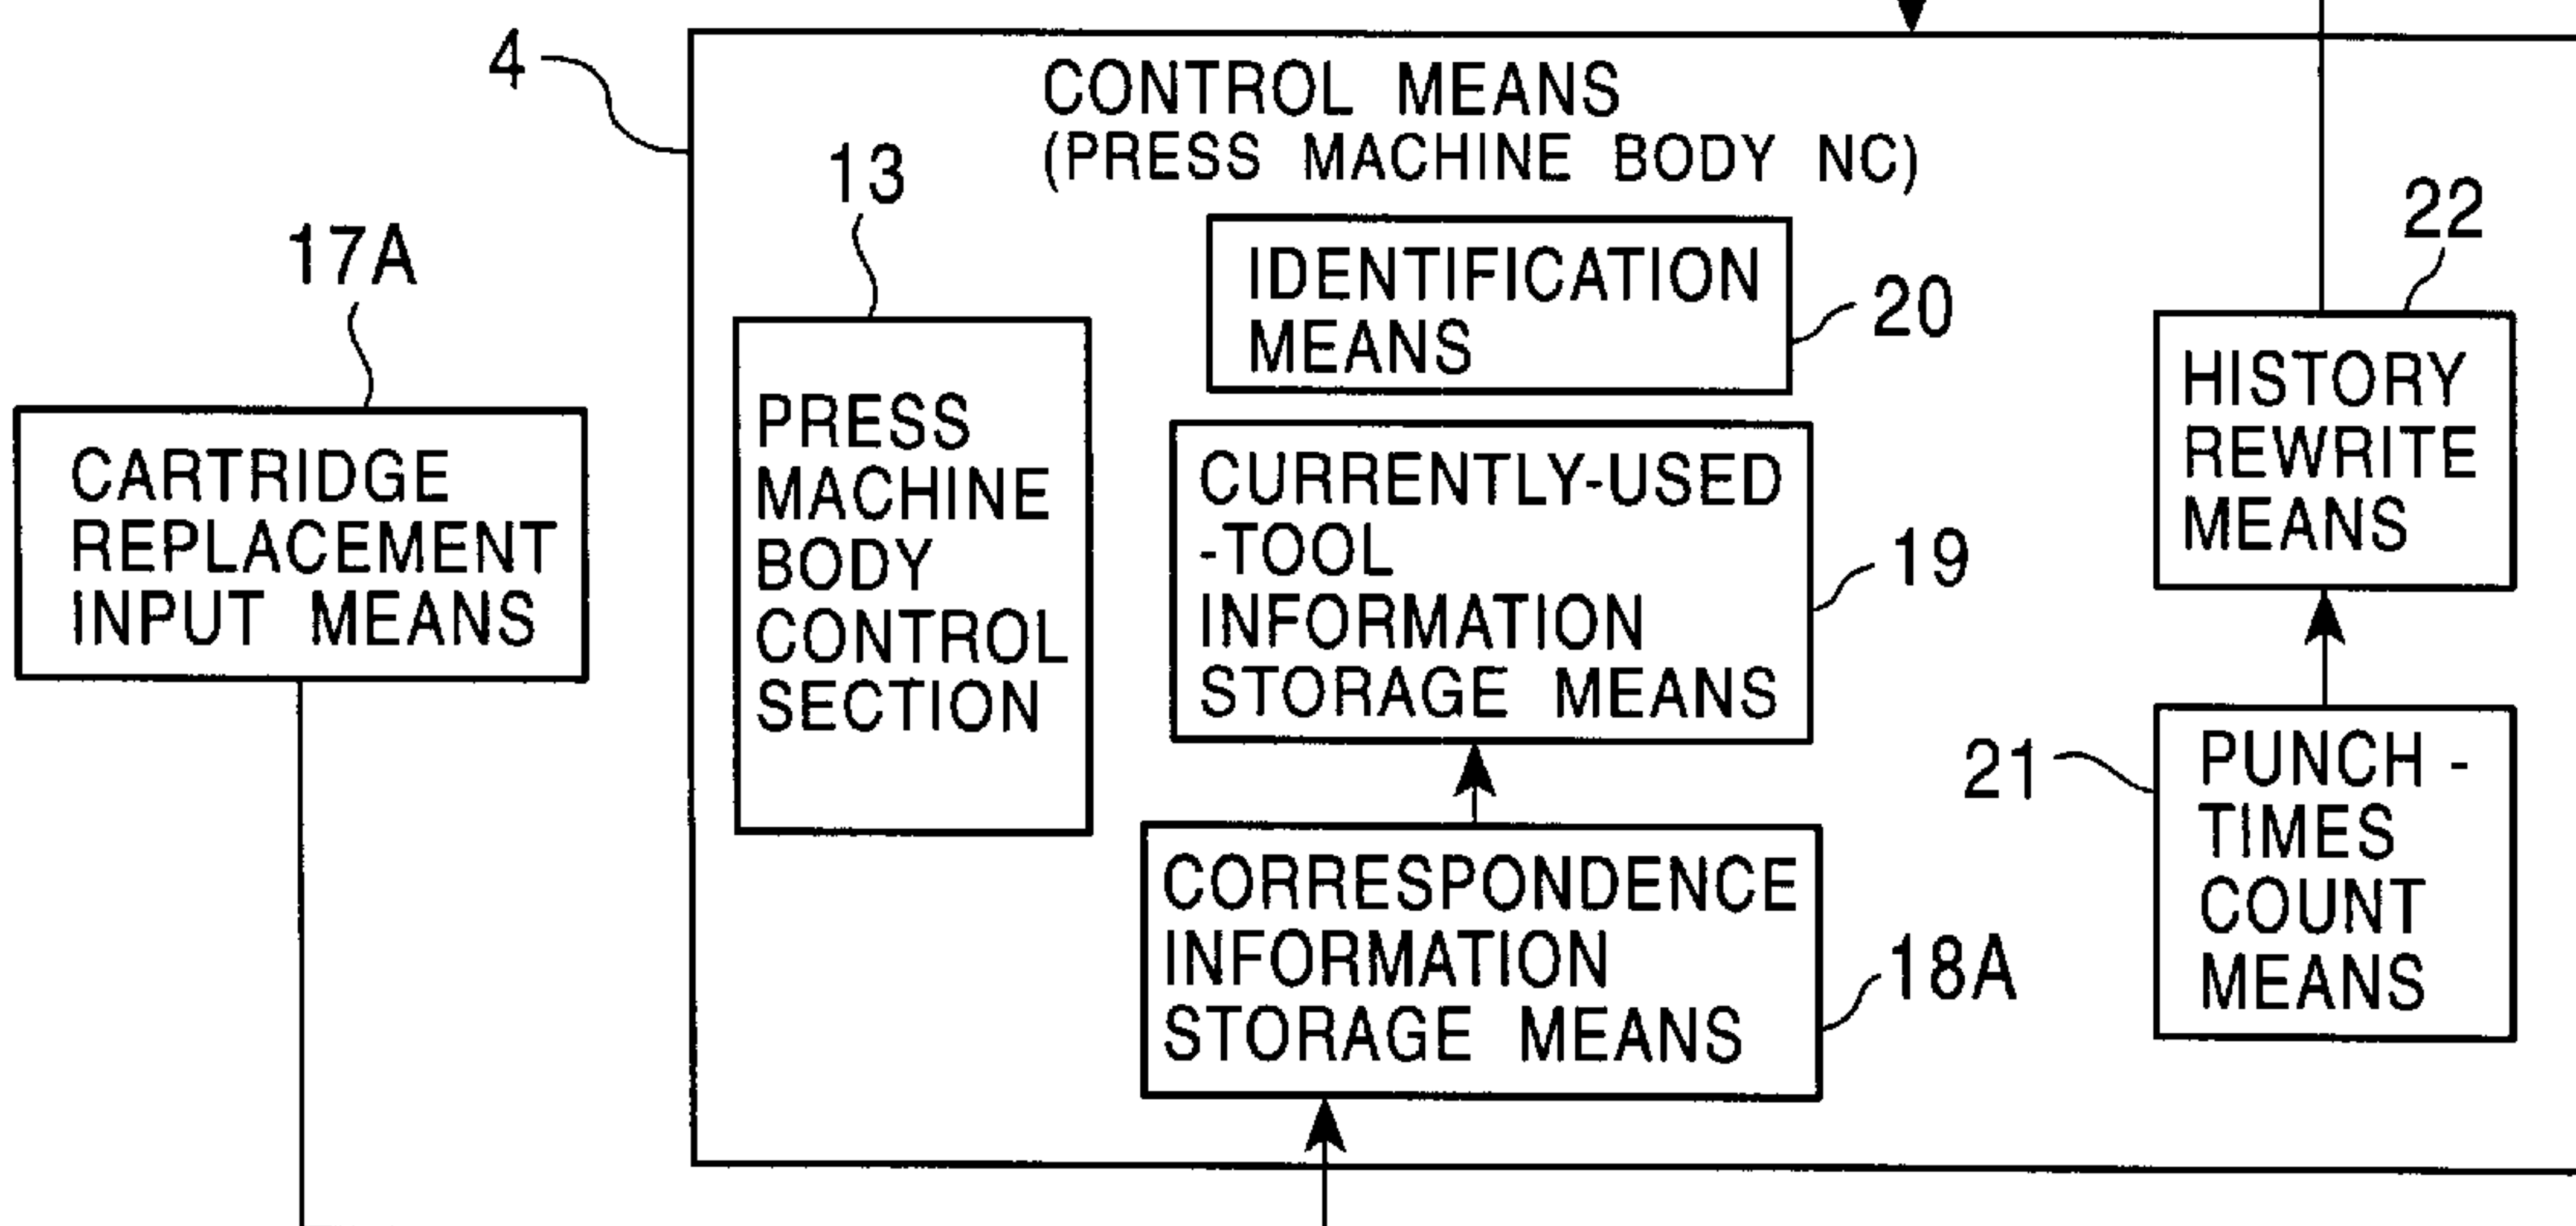 4
CONTROL MEANS
(PRESS MACHINE BODY NC)
13
17A
22
IDENTIFICATION
MEANS
20
CARTRIDGE
REPLACEMENT
INPUT MEANS
PRESS
MACHINE
BODY
CONTROL
SECTION
CURRENTLY-USED
-TOOL
INFORMATION
STORAGE MEANS
19
HISTORY
REWRITE
MEANS
21
PUNCH -
TIMES
COUNT
MEANS
CORRESPONDENCE
INFORMATION
STORAGE MEANS
18A